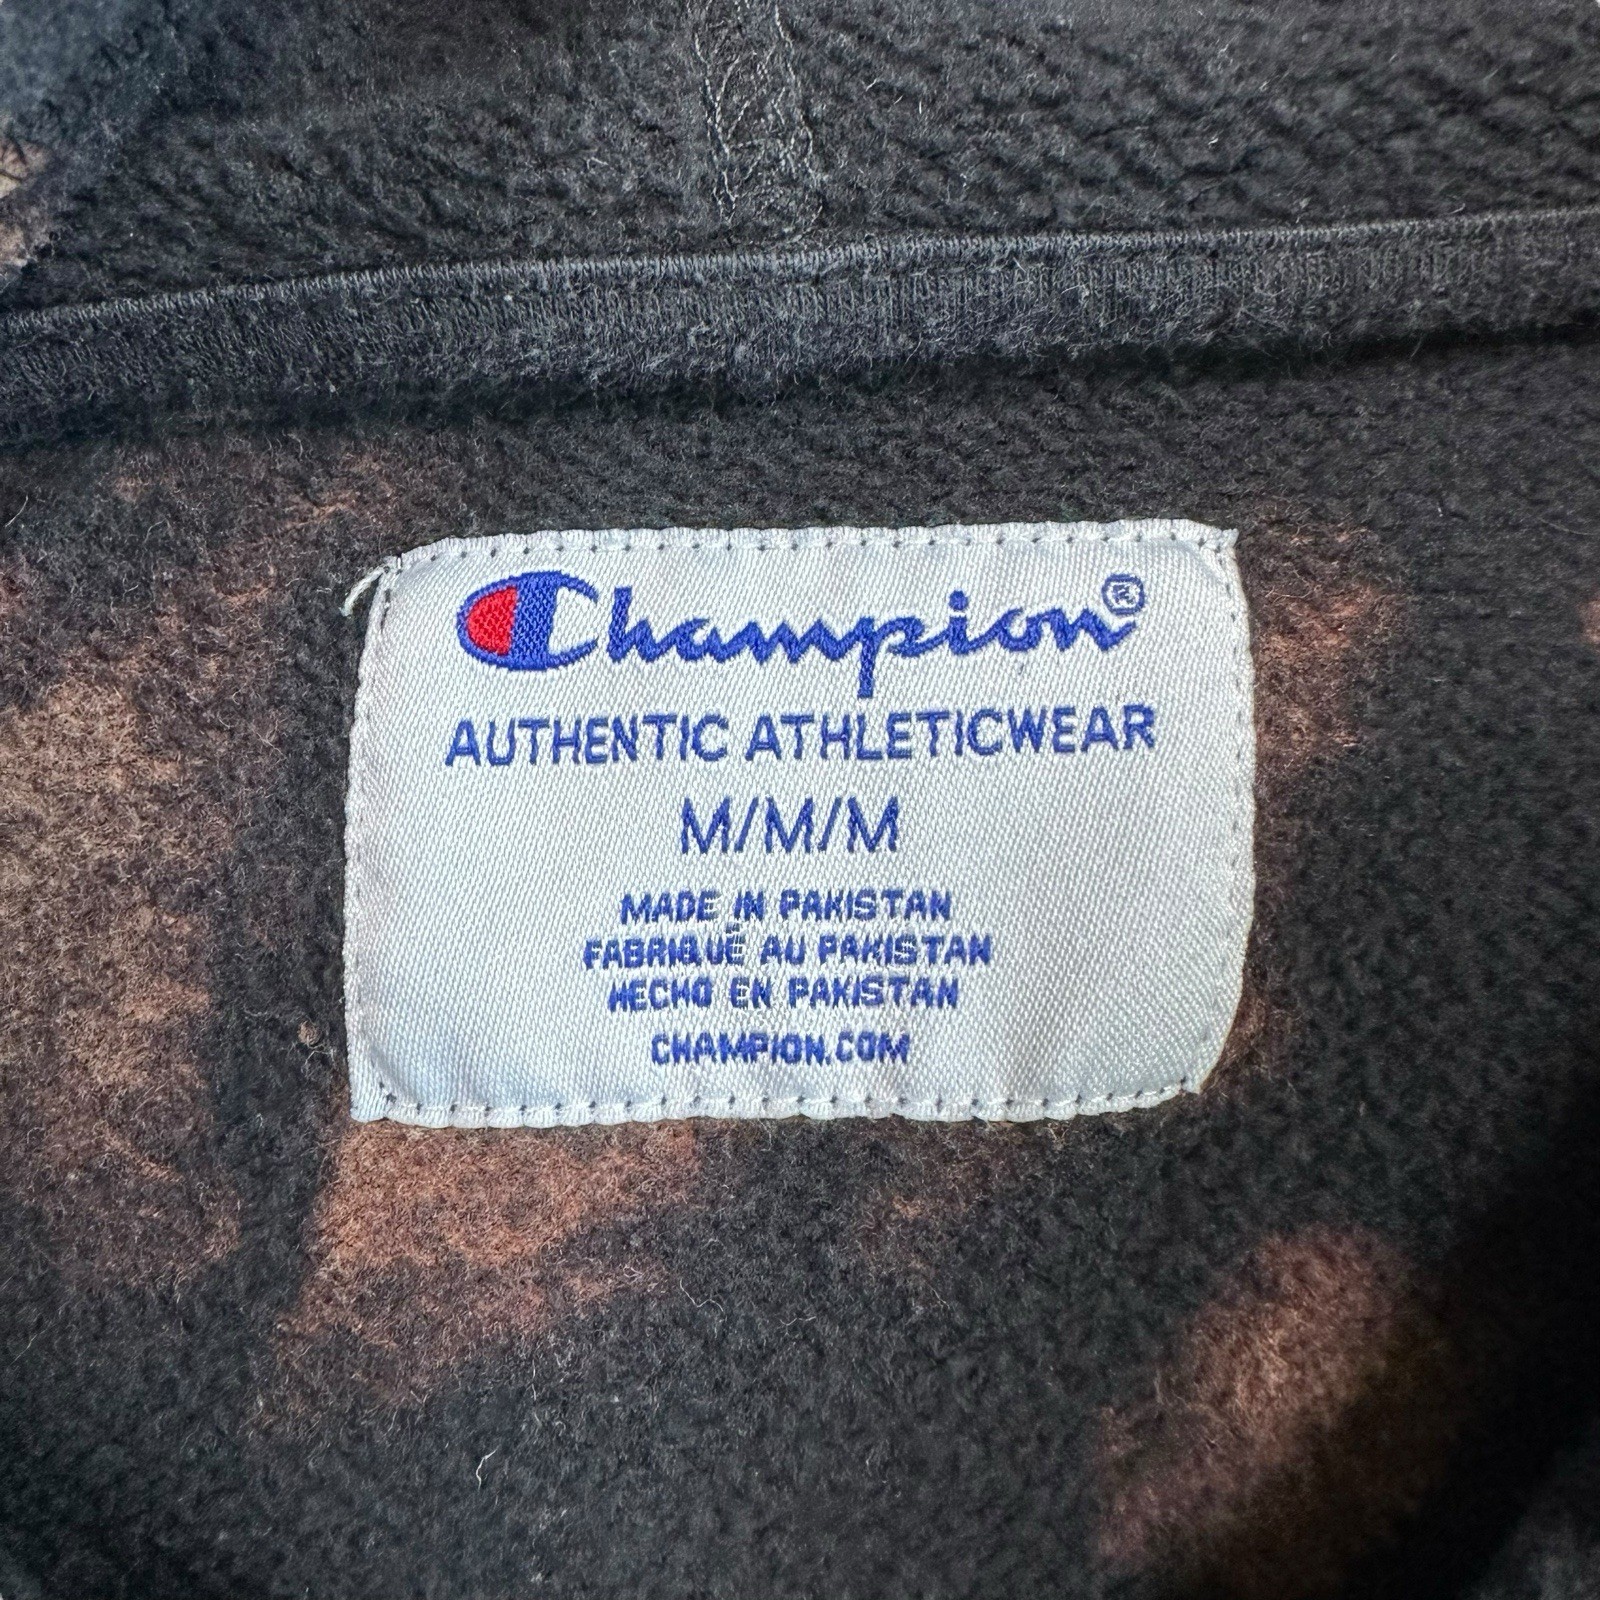 Champion®
AUTHENTIC ATHLETICWEAR
M/M/M
MADE IN PAKISTAN
FABRIQUÉ AU PAKISTAN
HECHO EN PAKISTAN
CHAMPION.COM